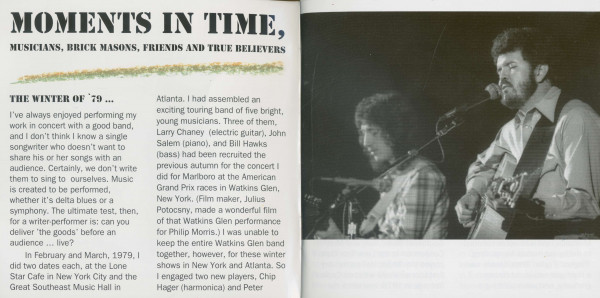 MOMENTS IN TIME,
MUSICIANS, BRICK MASONS, FRIENDS AND TRUE BELIEVERS
THE WINTER OF `79 ...
I've always enjoyed performing my
work in concert with a good band,
and I don't think I know a single
songwriter who doesn't want to
share his or her songs with an
audience. Certainly, we don't write
them to sing to ourselves. Music
is created to be performed,
whether it's delta blues or a
symphony. The ultimate test, then,
for a writer-performer is: can you
deliver 'the goods' before an
audience ... live?
In February and March, 1979, I
did two dates each, at the Lone
Star Cafe in New York City and the
Great Southeast Music Hall in
Atlanta. I had assembled an
exciting touring band of five bright,
young musicians. Three of them,
Larry Chaney (electric guitar), John
Salem (piano), and Bill Hawks
(bass) had been recruited the
previous autumn for the concert I
did for Marlboro at the American
Grand Prix races in Watkins Glen,
New York. (Film maker, Julius
Potocsny, made a wonderful film
of that Watkins Glen performance
for Philip Morris.) I was unable to
keep the entire Watkins Glen band
together, however, for these winter
shows in New York and Atlanta. So
I engaged two new players, Chip
Hager (harmonica) and Peter